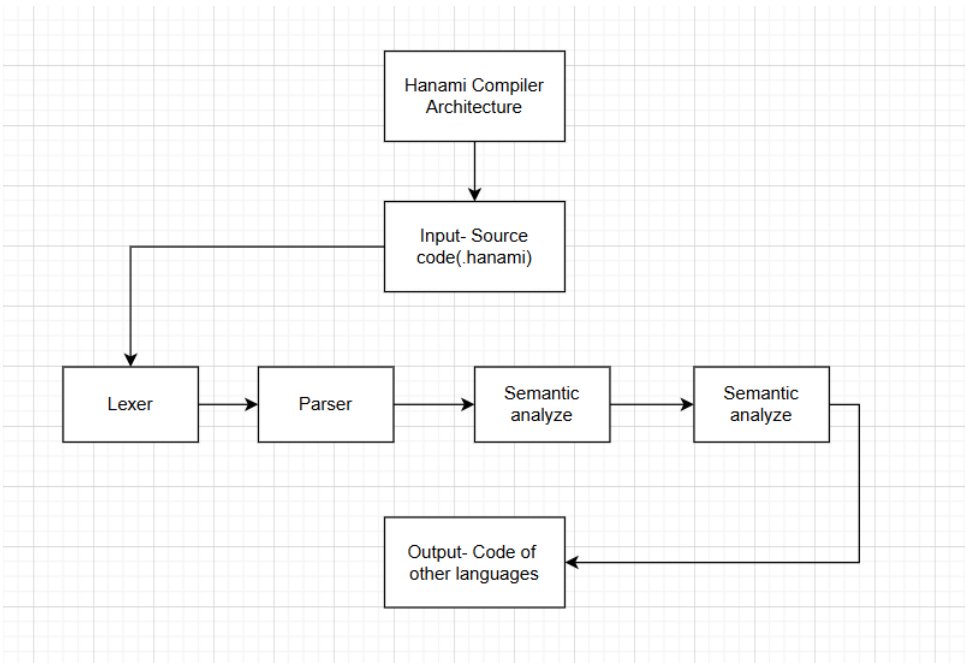 Hanami Compiler
Architecture
Input- Source
code(.hanami)
Lexer
Parser
Semantic
analyze
Semantic
analyze
Output- Code of
other languages